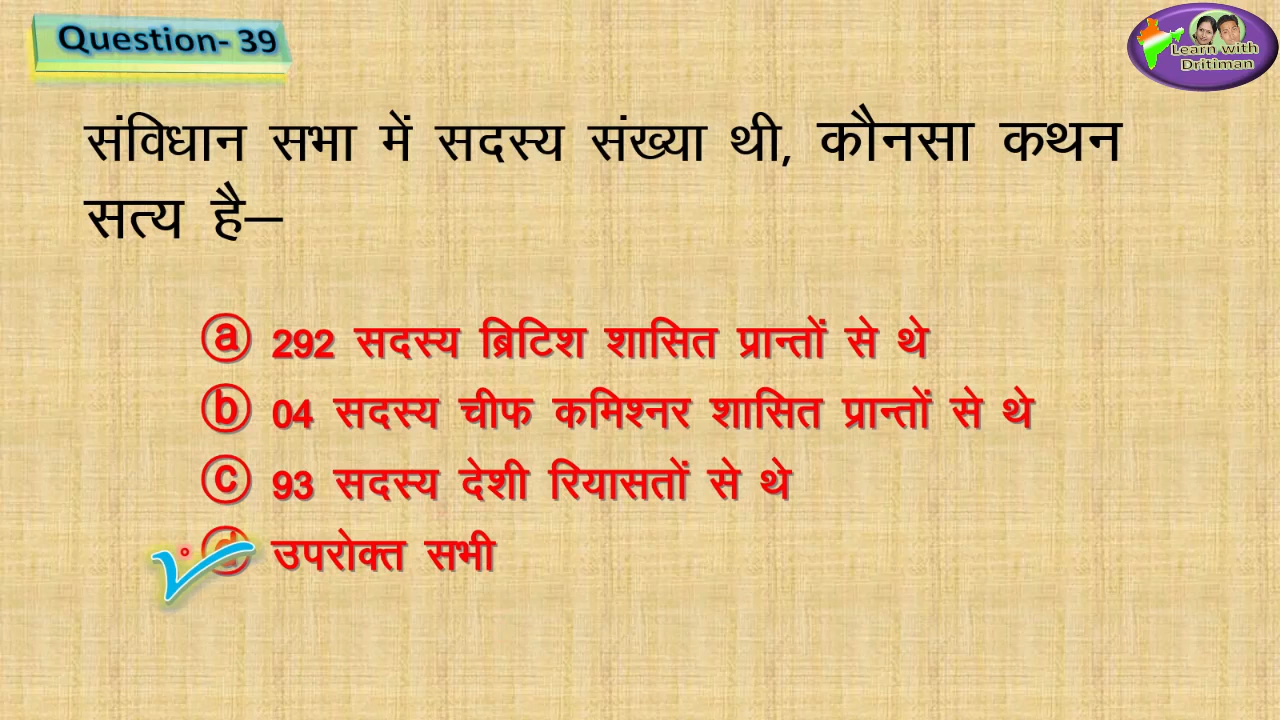 Question- 39
Learn with
Dritiman
संविधान सभा में सदस्य संख्या थी, कौनसा कथन
सत्य है–
ⓐ 292 सदस्य ब्रिटिश शासित प्रान्तों से थे
ⓑ 04 सदस्य चीफ कमिश्नर शासित प्रान्तों से थे
ⓒ 93 सदस्य देशी रियासतों से थे
ⓓ उपरोक्त सभी